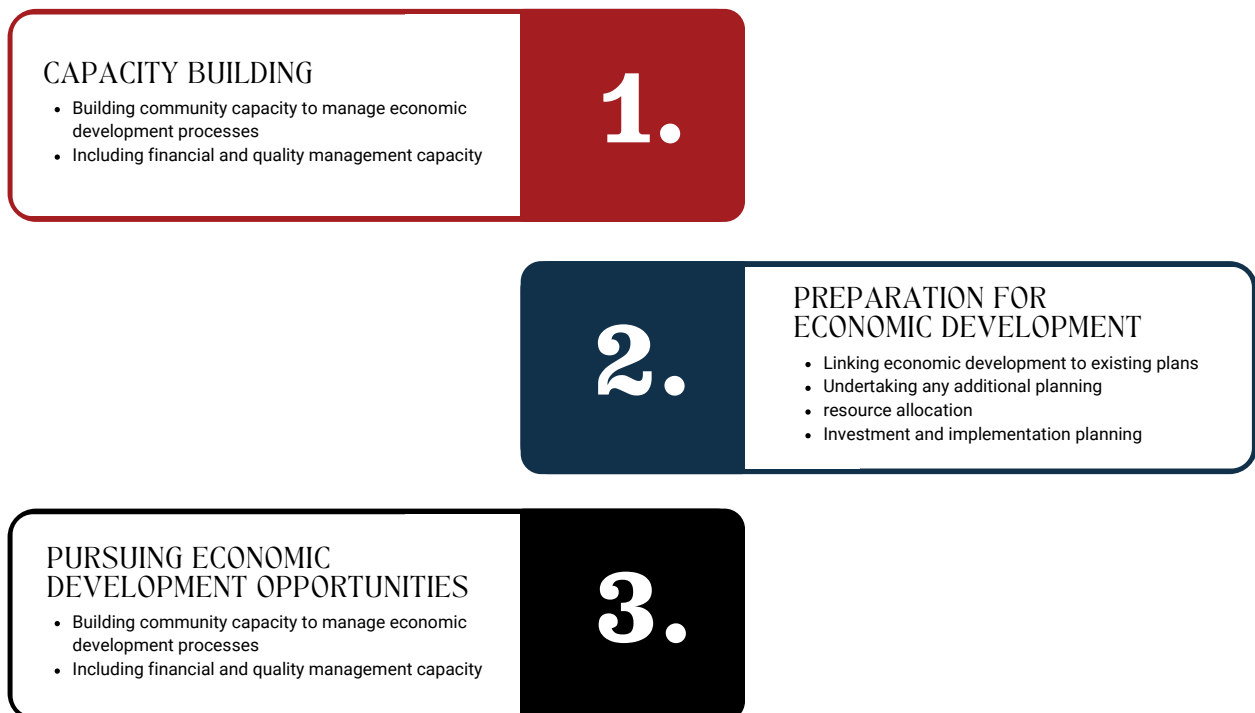 CAPACITY BUILDING
• Building community capacity to manage economic
development processes
• Including financial and quality management capacity
1.
2.
PREPARATION FOR
ECONOMIC DEVELOPMENT
• Linking economic development to existing plans
• Undertaking any additional planning
• resource allocation
• Investment and implementation planning
PURSUING ECONOMIC
DEVELOPMENT OPPORTUNITIES
• Building community capacity to manage economic
development processes
• Including financial and quality management capacity
3.